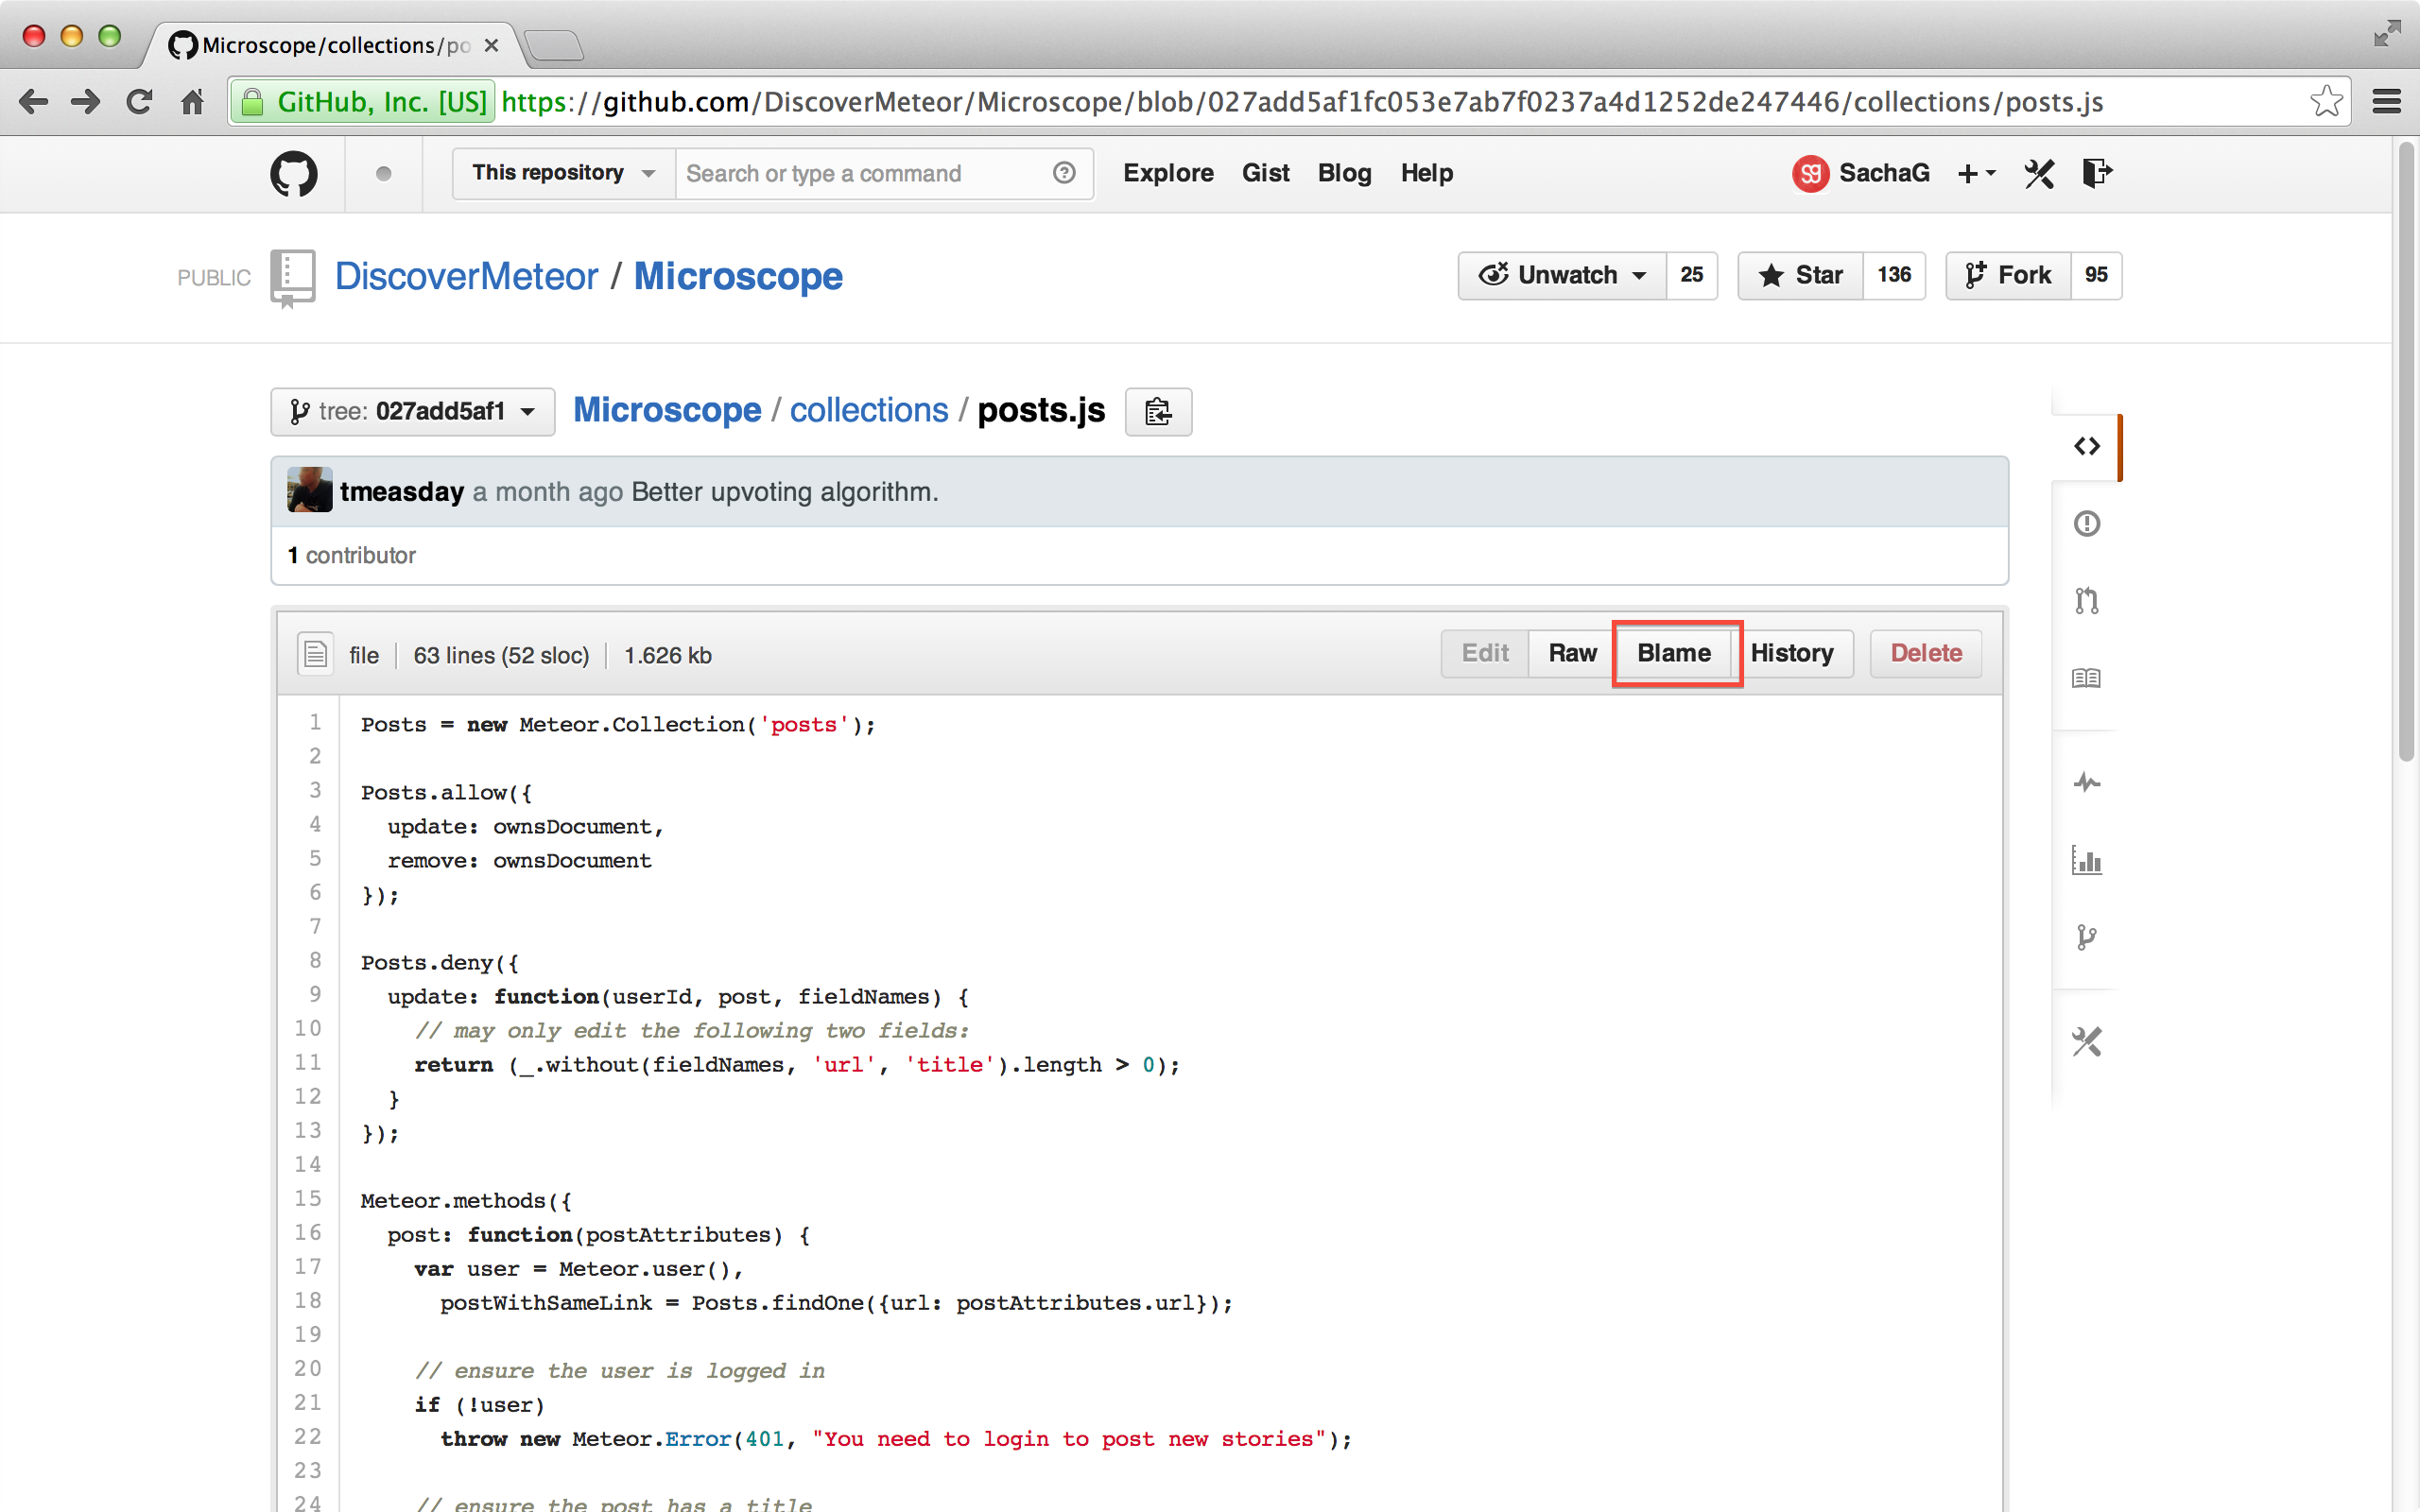 Microscope/collections/po
GitHub, Inc. [US] https://github.com/DiscoverMeteor/Microscope/blob/027add5af1fc053e7ab7f0237a4d1252de247446/collections/posts.js
This repository Search or type a command Explore Gist Blog Help SachaG
PUBLIC DiscoverMeteor / Microscope Unwatch 25 Star 136 Fork 95
tree: 027add5af1 Microscope / collections / posts.js
tmeasday a month ago Better upvoting algorithm.
1 contributor
file 63 lines (52 sloc) 1.626 kb Edit Raw Blame History Delete
1 Posts = new Meteor.Collection('posts');
2
3 Posts.allow({
4 update: ownsDocument,
5 remove: ownsDocument
6 });
7
8 Posts.deny({
9 update: function(userId, post, fieldNames) {
10 // may only edit the following two fields:
11 return (_.without(fieldNames, 'url', 'title').length > 0);
12 }
13 });
14
15 Meteor.methods({
16 post: function(postAttributes) {
17 var user = Meteor.user(),
18 postWithSameLink = Posts.findOne({url: postAttributes.url});
19
20 // ensure the user is logged in
21 if (!user)
22 throw new Meteor.Error(401, "You need to login to post new stories");
23
24 // ensure the post has a title